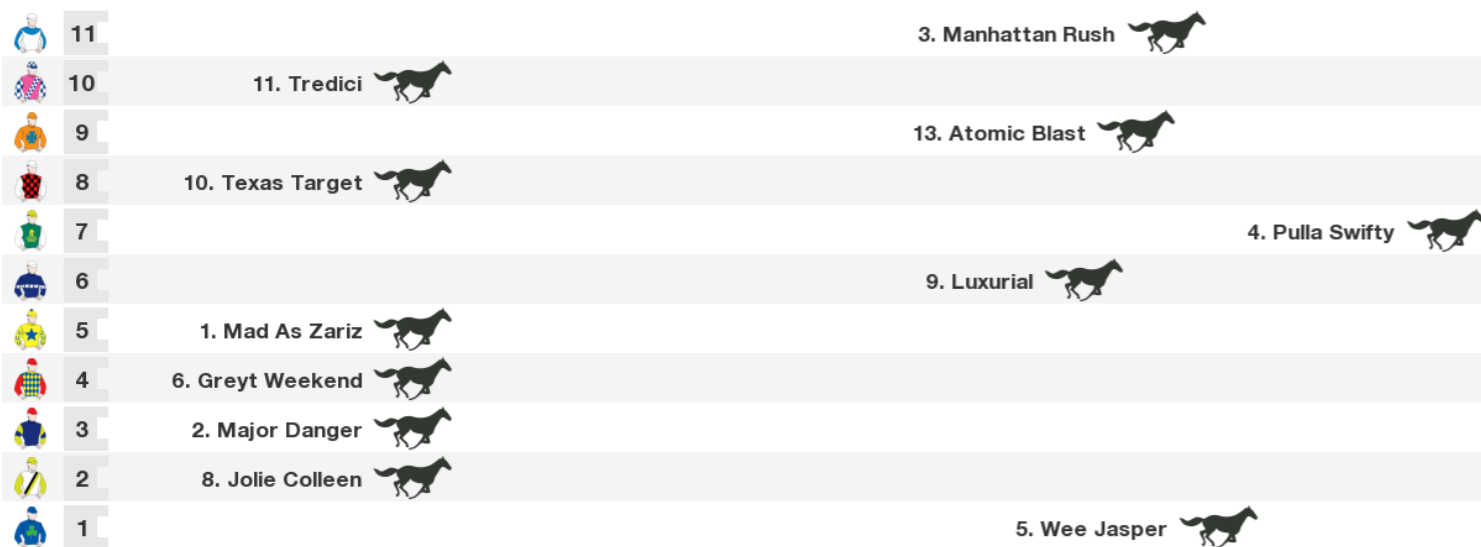 11 3. Manhattan Rush
10 11. Tredici
9 13. Atomic Blast
8 10. Texas Target
7 4. Pulla Swifty
6 9. Luxurial
5 1. Mad As Zariz
4 6. Greyt Weekend
3 2. Major Danger
2 8. Jolie Colleen
1 5. Wee Jasper